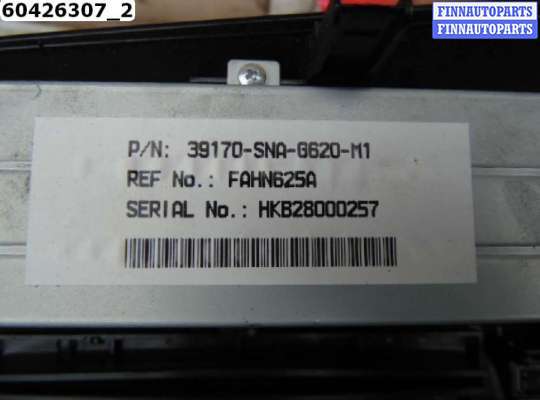 60426307_2
FINNAUTOPARTS
FINNAUTOPARTS
P/N: 39170-SNA-G620-M1
REF No.: FAHN625A
SERIAL No.: HKB28000257